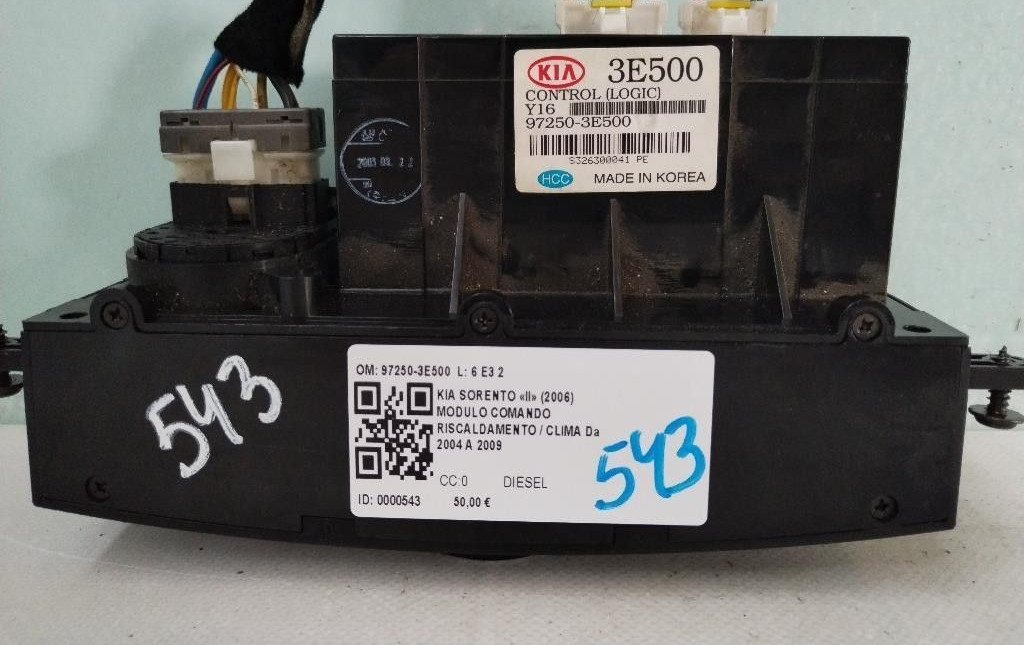 KIA 3E500
CONTROL (LOGIC)
Y16
97250-3E500
S326300041 PE
HCC MADE IN KOREA
543
OM: 97250-3E500 L: 6 E3 2
KIA SORENTO «II» (2006)
MODULO COMANDO
RISCALDAMENTO / CLIMA Da
2004 A 2009
CC:0 DIESEL
ID: 0000543 50,00 €
543